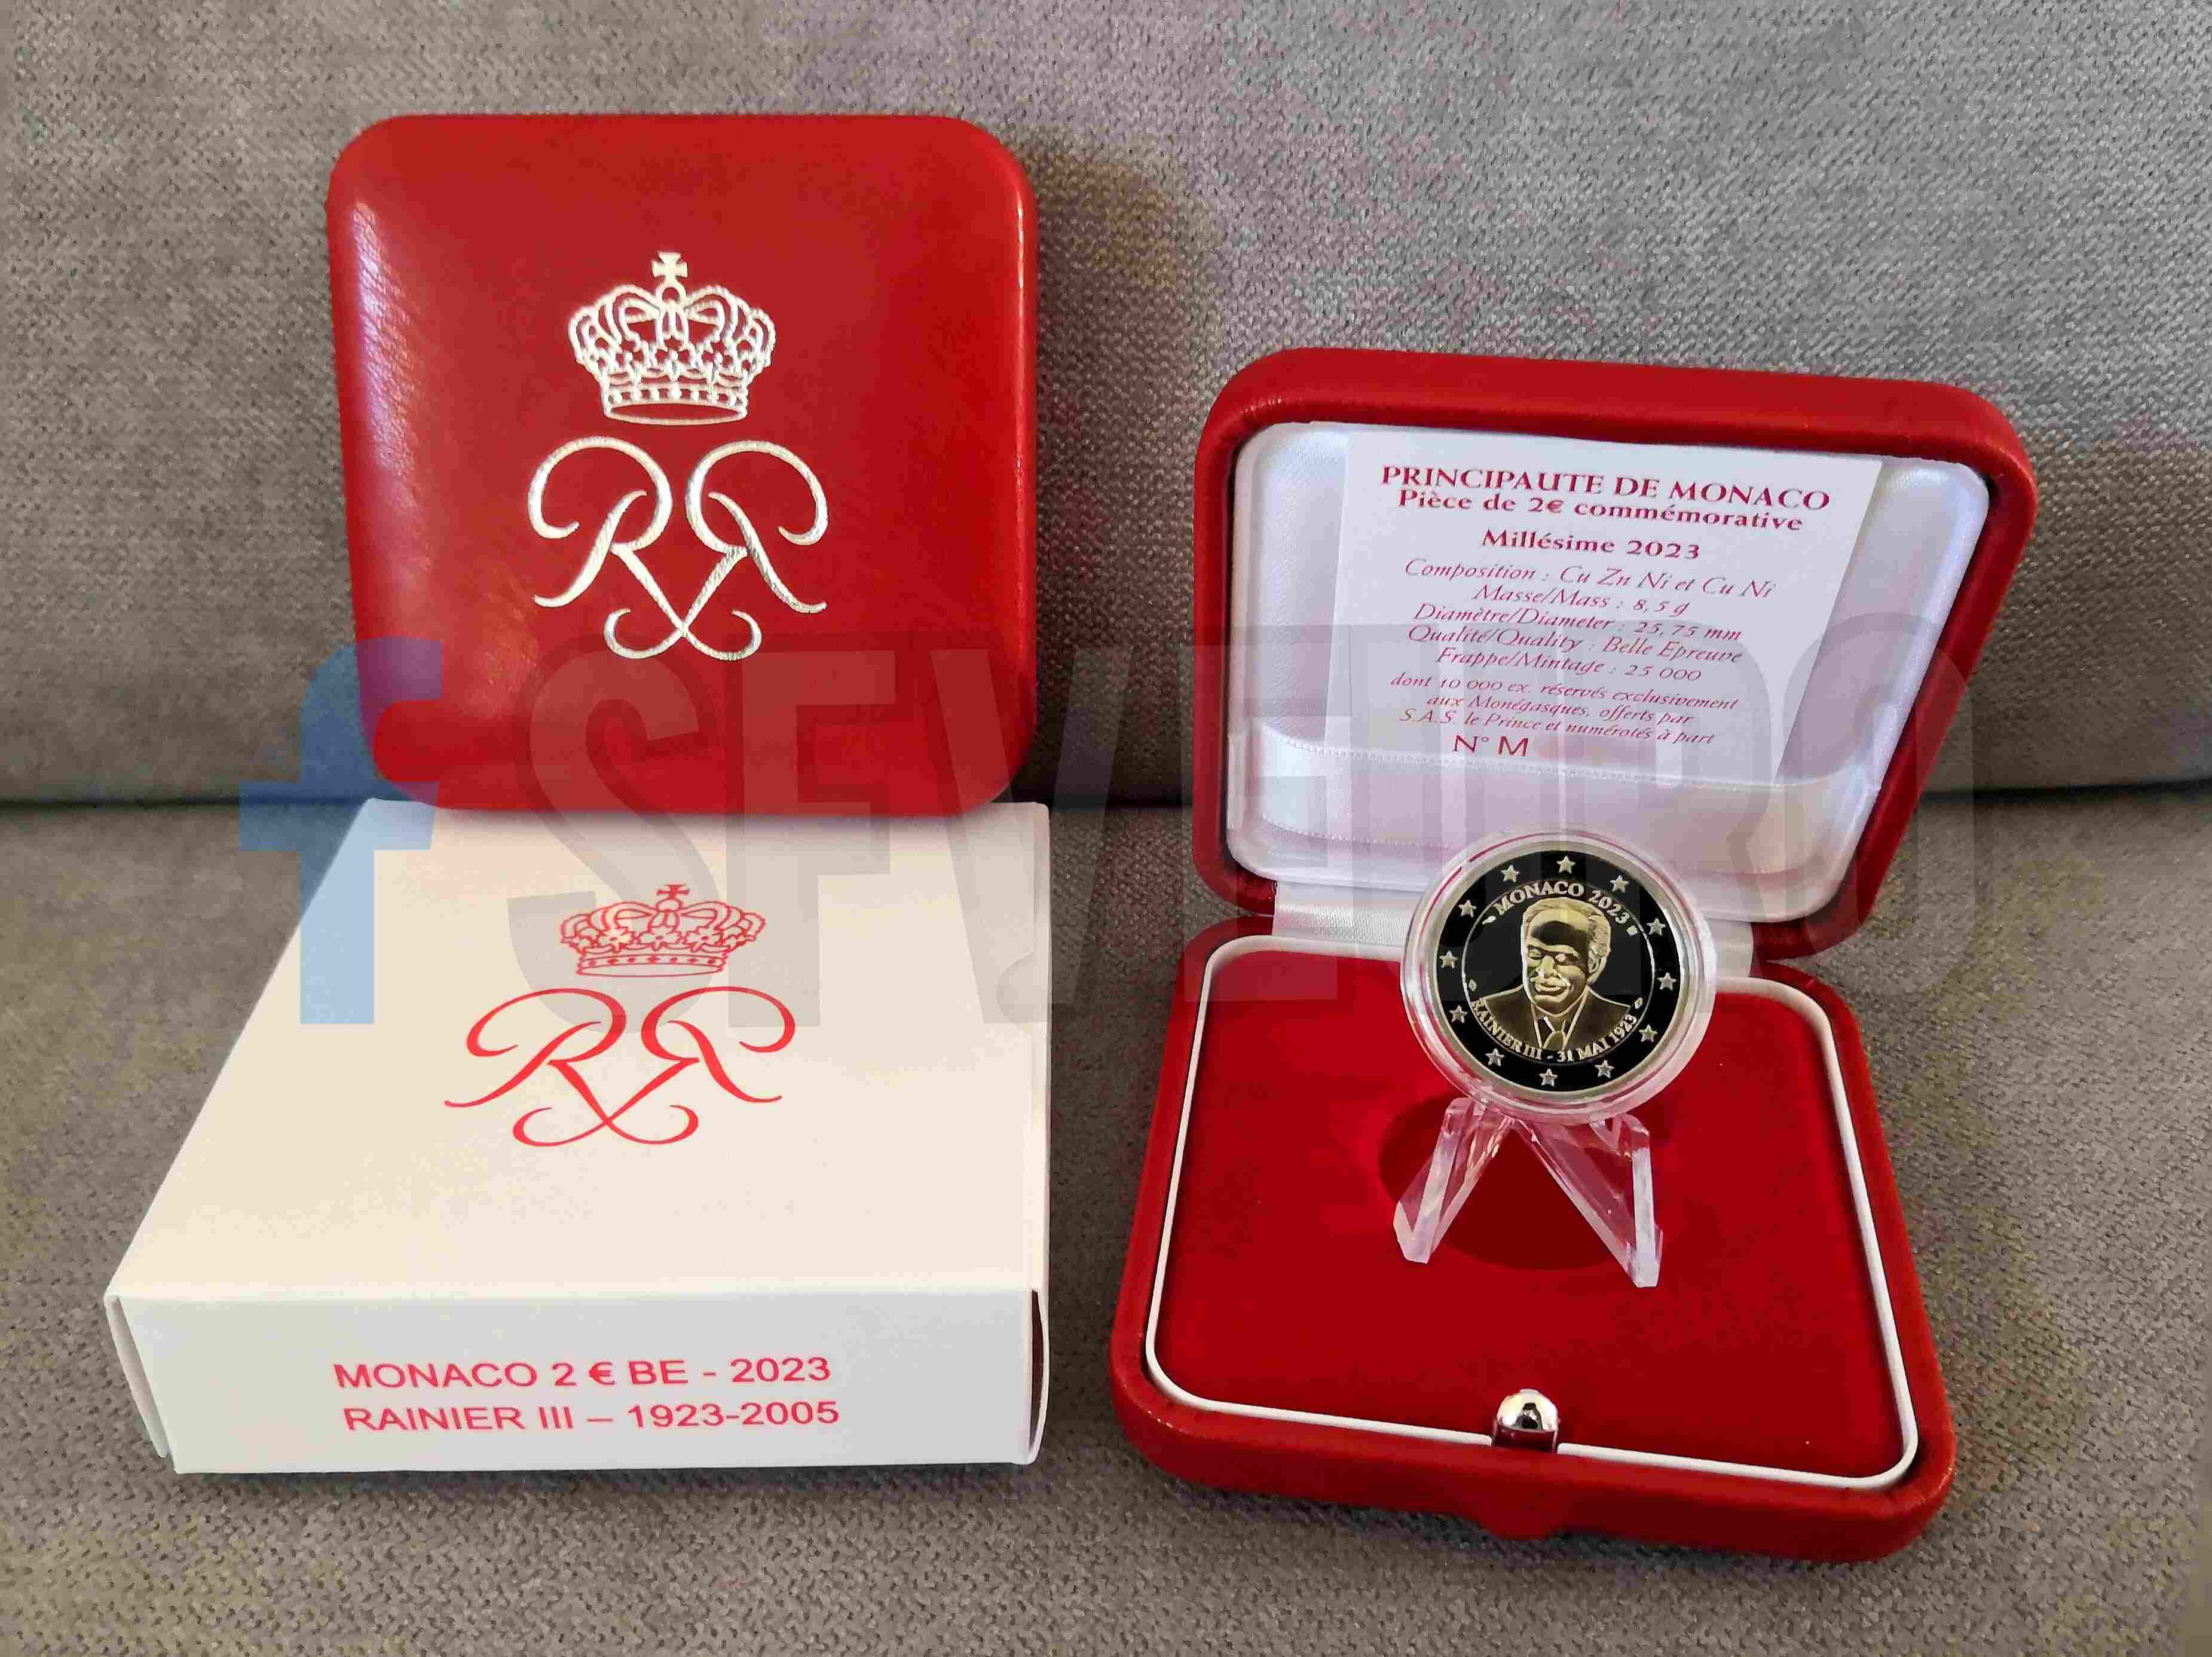 PRINCIPAUTE DE MONACO
Pièce de 2€ commémorative
Millésime 2023
Composition : Cu Zn Ni et Cu Ni
Masse/Mass : 8,5 g
Diamètre/Diameter : 25,75 mm
Qualité/Quality : Belle Epreuve
Frappe/Mintage : 25 000
dont 10 000 ex. réservés exclusivement
aux Monégasques, offerts par
S.A.S. le Prince et numérotés à part
N° M
MONACO 2023
RAINIER III - 31 MAI 1923
MONACO 2 € BE - 2023
RAINIER III – 1923-2005